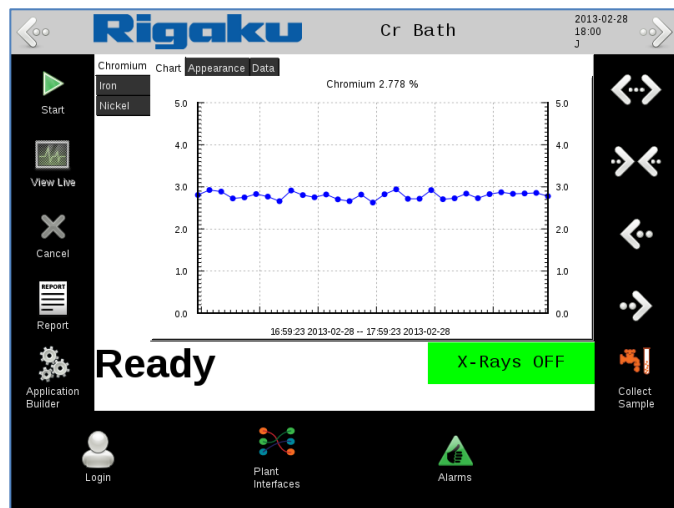 Rigaku
Cr Bath
2013-02-28
18:00
J
Start
View Live
Cancel
REPORT
Report
Application
Builder
Chromium
Iron
Nickel
Chart
Appearance
Data
Chromium 2.778 %
5.0
4.0
3.0
2.0
1.0
0.0
5.0
4.0
3.0
2.0
1.0
0.0
16:59:23 2013-02-28 -- 17:59:23 2013-02-28
Ready
X-Rays OFF
Collect
Sample
Login
Plant
Interfaces
Alarms